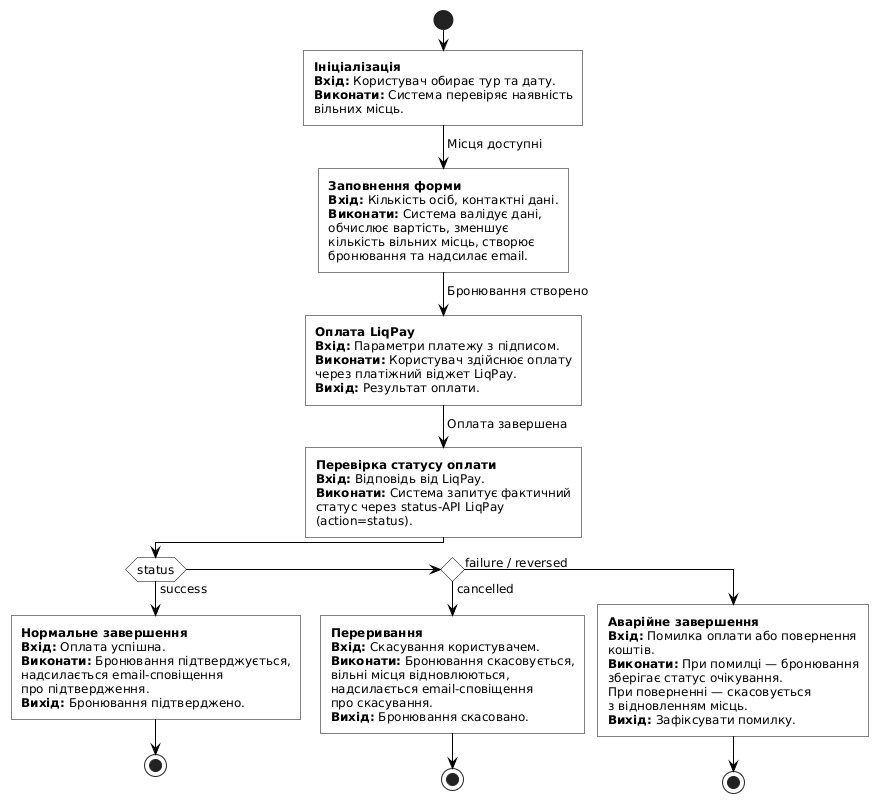 Ініціалізація
Вхід: Користувач обирає тур та дату.
Виконати: Система перевіряє наявність
вільних місць.
Місця доступні
Заповнення форми
Вхід: Кількість осіб, контактні дані.
Виконати: Система валідує дані,
обчислює вартість, зменшує
кількість вільних місць, створює
бронювання та надсилає email.
Бронювання створено
Оплата LiqPay
Вхід: Параметри платежу з підписом.
Виконати: Користувач здійснює оплату
через платіжний віджет LiqPay.
Вихід: Результат оплати.
Оплата завершена
Перевірка статусу оплати
Вхід: Відповідь від LiqPay.
Виконати: Система запитує фактичний
статус через status-API LiqPay
(action=status).
status
failure / reversed
success
cancelled
Нормальне завершення
Вхід: Оплата успішна.
Виконати: Бронювання підтверджується,
надсилається email-сповіщення
про підтвердження.
Вихід: Бронювання підтверджено.
Переривання
Вхід: Скасування користувачем.
Виконати: Бронювання скасовується,
вільні місця відновлюються,
надсилається email-сповіщення
про скасування.
Вихід: Бронювання скасовано.
Аварійне завершення
Вхід: Помилка оплати або повернення
коштів.
Виконати: При помилці — бронювання
зберігає статус очікування.
При поверненні — скасовується
з відновленням місць.
Вихід: Зафіксувати помилку.